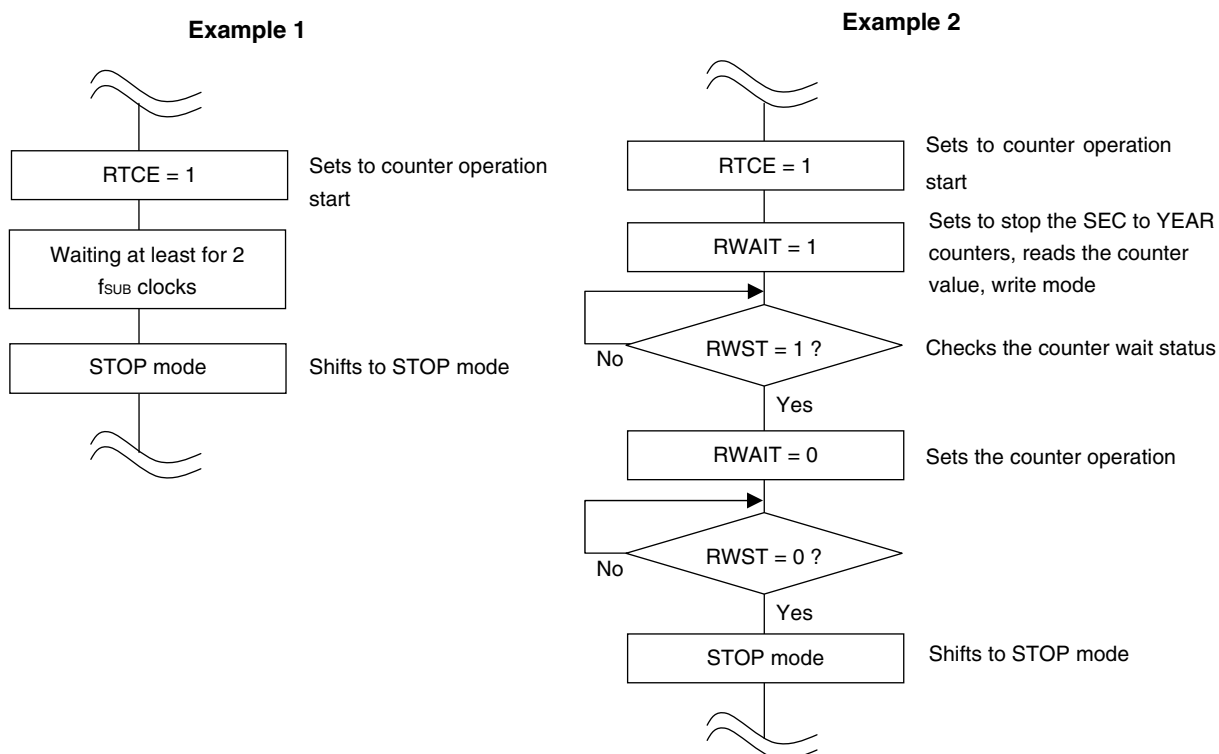 Example 1
RTCE = 1
Sets to counter operation
start
Waiting at least for 2
fSUB clocks
STOP mode
Shifts to STOP mode
Example 2
RTCE = 1
Sets to counter operation
start
RWAIT = 1
Sets to stop the SEC to YEAR
counters, reads the counter
value, write mode
RWST = 1 ?
No
Checks the counter wait status
Yes
RWAIT = 0
Sets the counter operation
RWST = 0 ?
No
Yes
STOP mode
Shifts to STOP mode